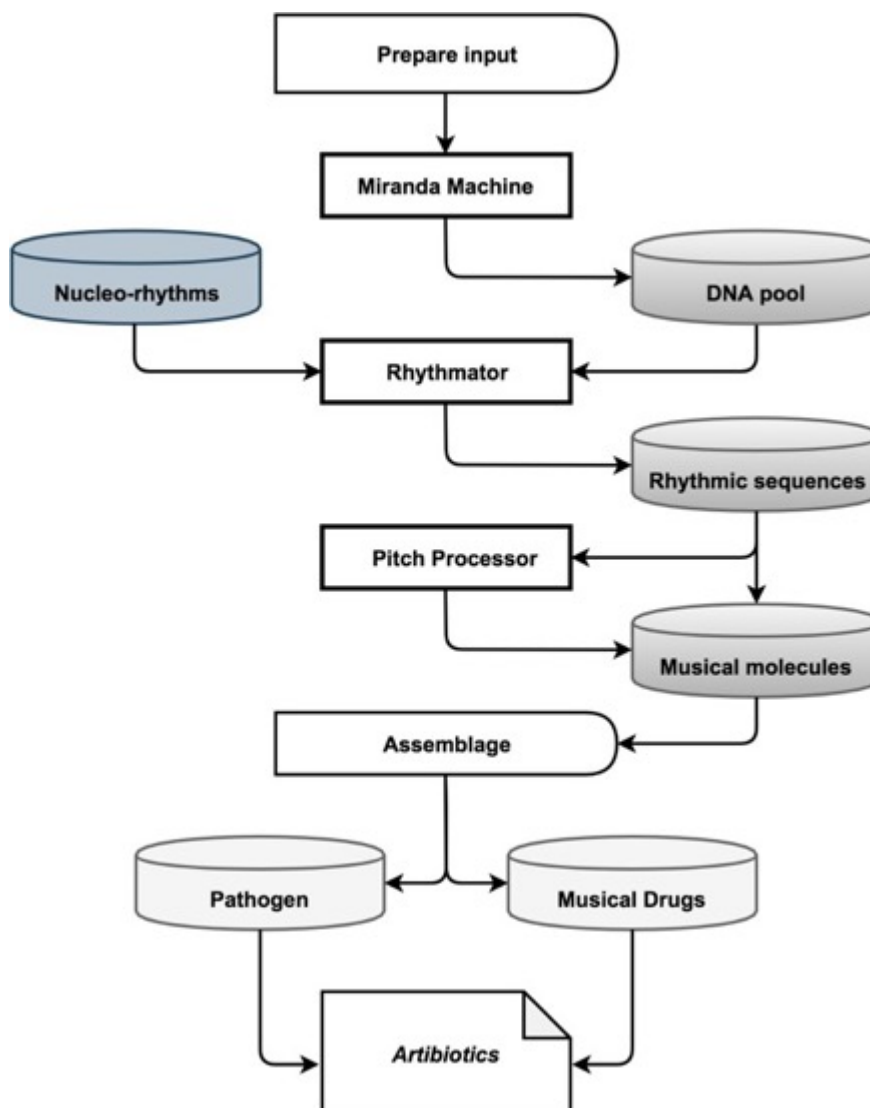 Prepare input
Miranda Machine
Nucleo-rhythms
DNA pool
Rhythmator
Rhythmic sequences
Pitch Processor
Musical molecules
Assemblage
Pathogen
Musical Drugs
Artibiotics